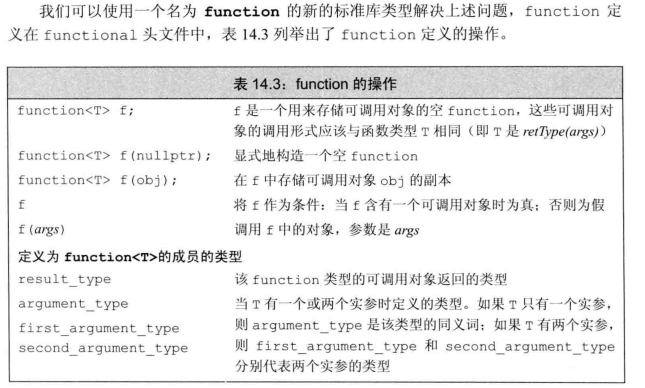 我们可以使用一个名为 function 的新的标准库类型解决上述问题，function 定
义在 functional 头文件中，表 14.3 列举出了 function 定义的操作。
表 14.3：function 的操作
function<T> f; f 是一个用来存储可调用对象的空 function，这些可调用对
象的调用形式应该与函数类型 T 相同（即 T 是 retType(args)）
function<T> f(nullptr); 显式地构造一个空 function
function<T> f(obj); 在 f 中存储可调用对象 obj 的副本
f 将 f 作为条件：当 f 含有一个可调用对象时为真；否则为假
f(args) 调用 f 中的对象，参数是 args
定义为 function<T>的成员的类型
result_type 该 function 类型的可调用对象返回的类型
argument_type 当 T 有一个或两个实参时定义的类型。如果 T 只有一个实参，
first_argument_type 则 argument_type 是该类型的同义词；如果 T 有两个实参，
second_argument_type 则 first_argument_type 和 second_argument_type
分别代表两个实参的类型